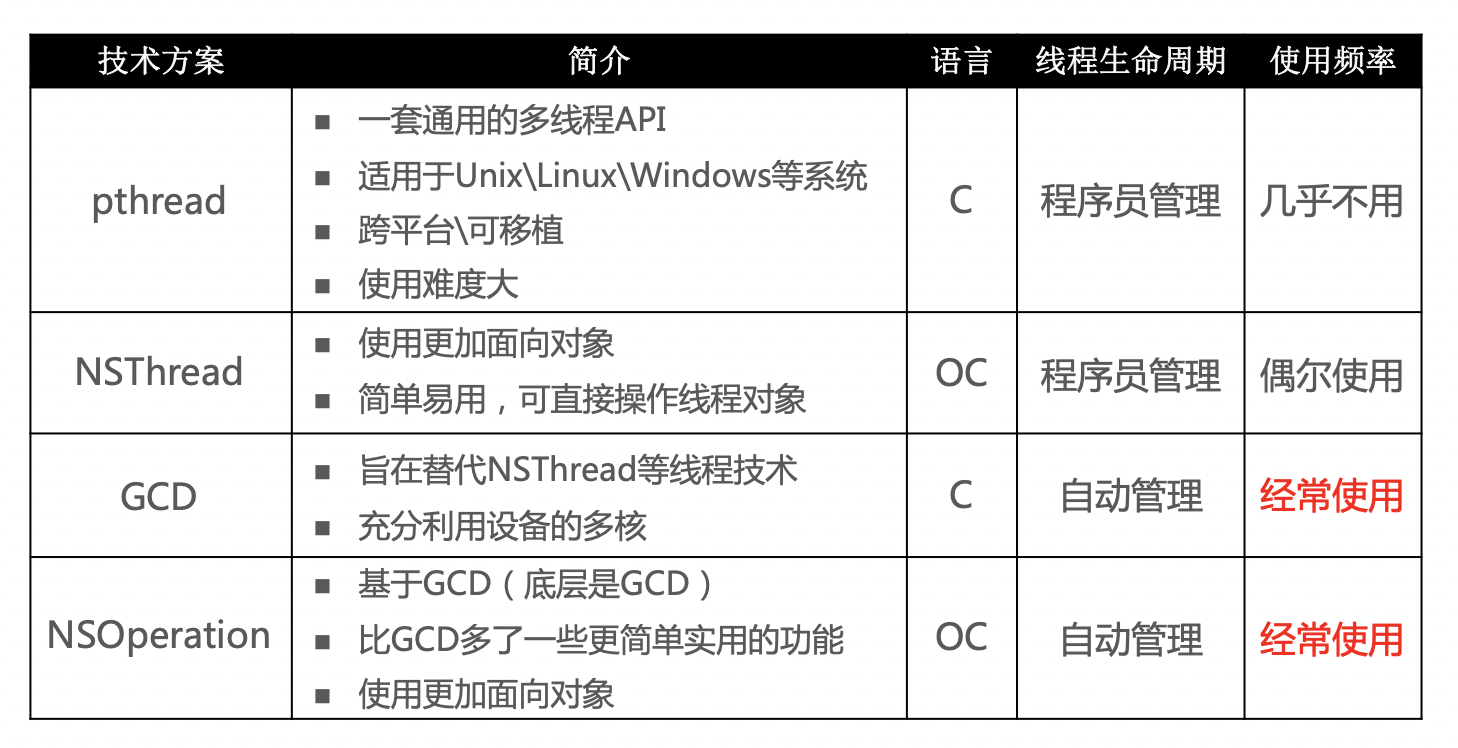 技术方案 简介 语言 线程生命周期 使用频率
pthread
■ 一套通用的多线程API
■ 适用于Unix\Linux\Windows等系统
■ 跨平台\可移植
■ 使用难度大
C 程序员管理 几乎不用
NSThread
■ 使用更加面向对象
■ 简单易用，可直接操作线程对象
OC 程序员管理 偶尔使用
GCD
■ 旨在替代NSThread等线程技术
■ 充分利用设备的多核
C 自动管理 经常使用
NSOperation
■ 基于GCD（底层是GCD）
■ 比GCD多了一些更简单实用的功能
■ 使用更加面向对象
OC 自动管理 经常使用